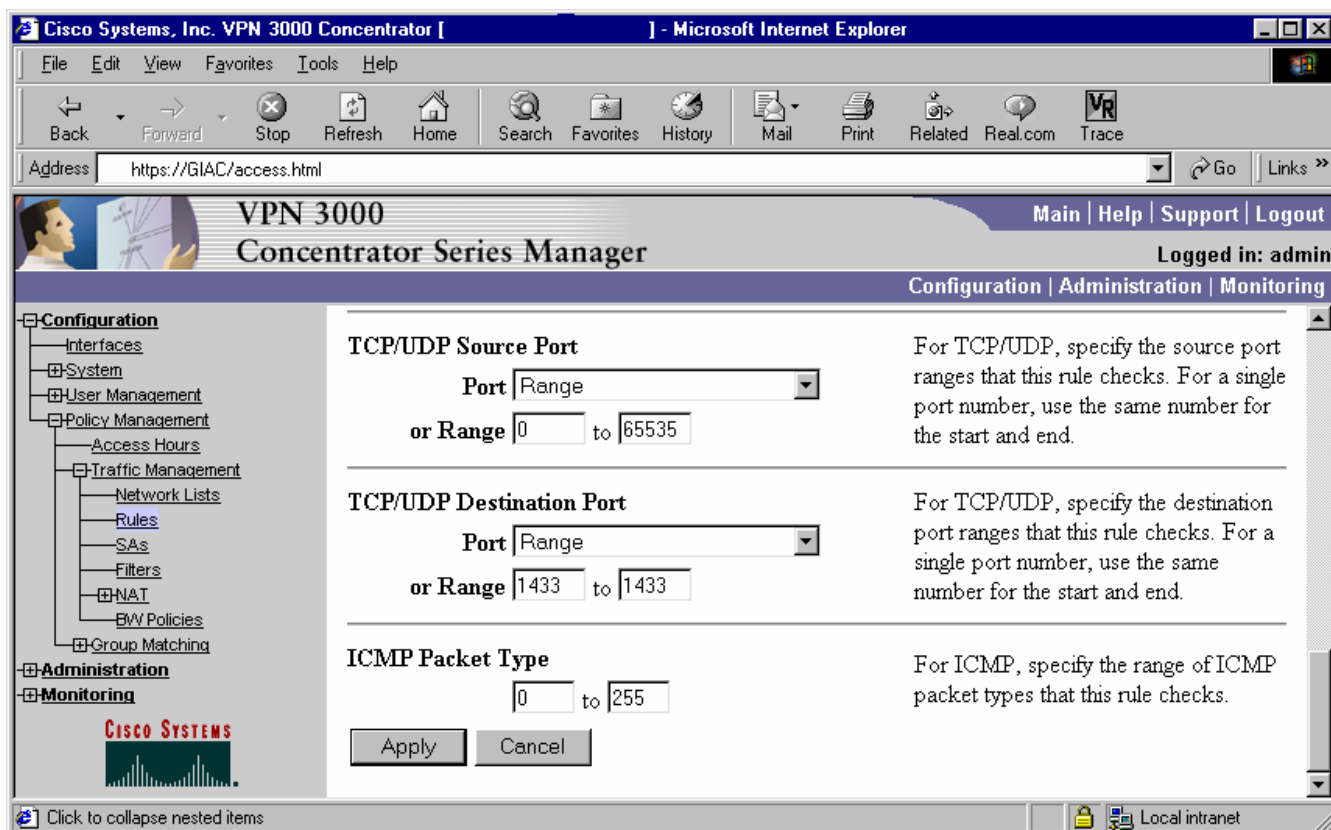 Cisco Systems, Inc. VPN 3000 Concentrator [ ] - Microsoft Internet Explorer
File Edit View Favorites Tools Help
Back Forward Stop Refresh Home Search Favorites History Mail Print Related Real.com Trace
Address https://GIAC/access.html Go Links »
VPN 3000
Concentrator Series Manager
Main | Help | Support | Logout
Logged in: admin
Configuration | Administration | Monitoring
Configuration
Interfaces
System
User Management
Policy Management
Access Hours
Traffic Management
Network Lists
Rules
SAs
Filters
NAT
BW Policies
Group Matching
Administration
Monitoring
CISCO SYSTEMS
TCP/UDP Source Port
Port Range
or Range 0 to 65535
For TCP/UDP, specify the source port
ranges that this rule checks. For a single
port number, use the same number for
the start and end.
TCP/UDP Destination Port
Port Range
or Range 1433 to 1433
For TCP/UDP, specify the destination
port ranges that this rule checks. For a
single port number, use the same
number for the start and end.
ICMP Packet Type
0 to 255
For ICMP, specify the range of ICMP
packet types that this rule checks.
Apply Cancel
Click to collapse nested items
Local intranet